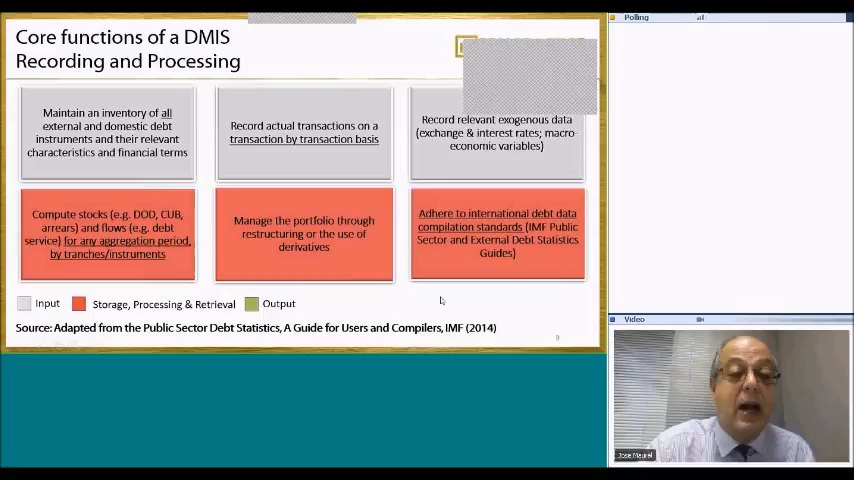 Polling
Core functions of a DMIS
Recording and Processing
Maintain an inventory of all
external and domestic debt
instruments and their relevant
characteristics and financial terms
Record actual transactions on a
transaction by transaction basis
Record relevant exogenous data
(exchange & interest rates; macro-
economic variables)
Compute stocks (e.g. DOD, CUB,
arrears) and flows (e.g. debt
service) for any aggregation period,
by tranches/instruments
Manage the portfolio through
restructuring or the use of
derivatives
Adhere to international debt data
compilation standards (IMF Public
Sector and External Debt Statistics
Guides)
Input
Storage, Processing & Retrieval
Output
Source: Adapted from the Public Sector Debt Statistics, A Guide for Users and Compilers, IMF (2014)
9
Video
Jose Maurel